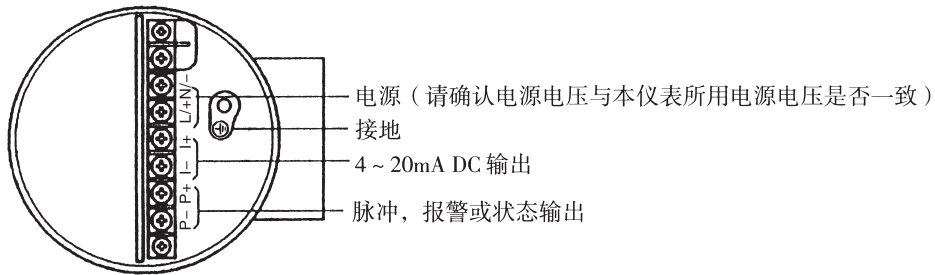 N/-
L/+
I+
I-
P+
P-
电源（请确认电源电压与本仪表所用电源电压是否一致）
接地
4~20mA DC 输出
脉冲，报警或状态输出